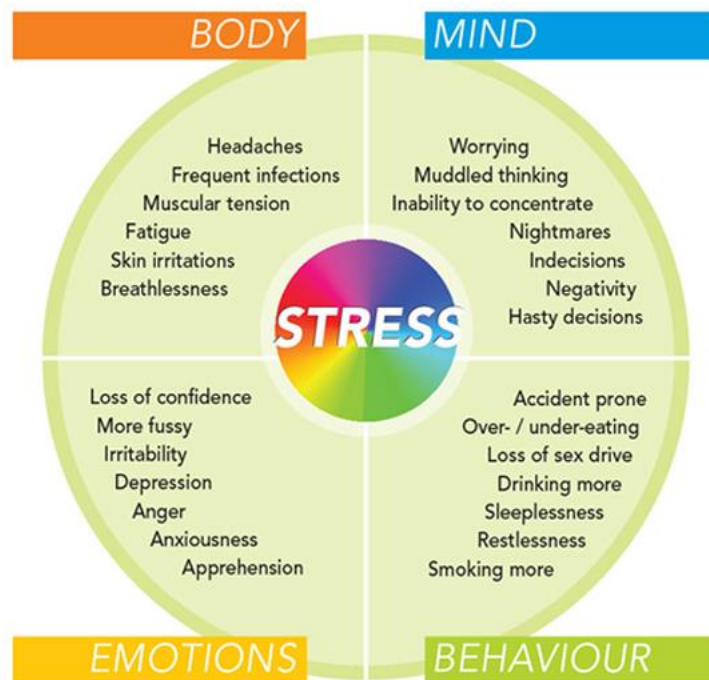 BODY
MIND
Headaches
Frequent infections
Muscular tension
Fatigue
Skin irritations
Breathlessness
Worrying
Muddled thinking
Inability to concentrate
Nightmares
Indecisions
Negativity
Hasty decisions
STRESS
Loss of confidence
More fussy
Irritability
Depression
Anger
Anxiousness
Apprehension
Accident prone
Over- / under-eating
Loss of sex drive
Drinking more
Sleeplessness
Restlessness
Smoking more
EMOTIONS
BEHAVIOUR